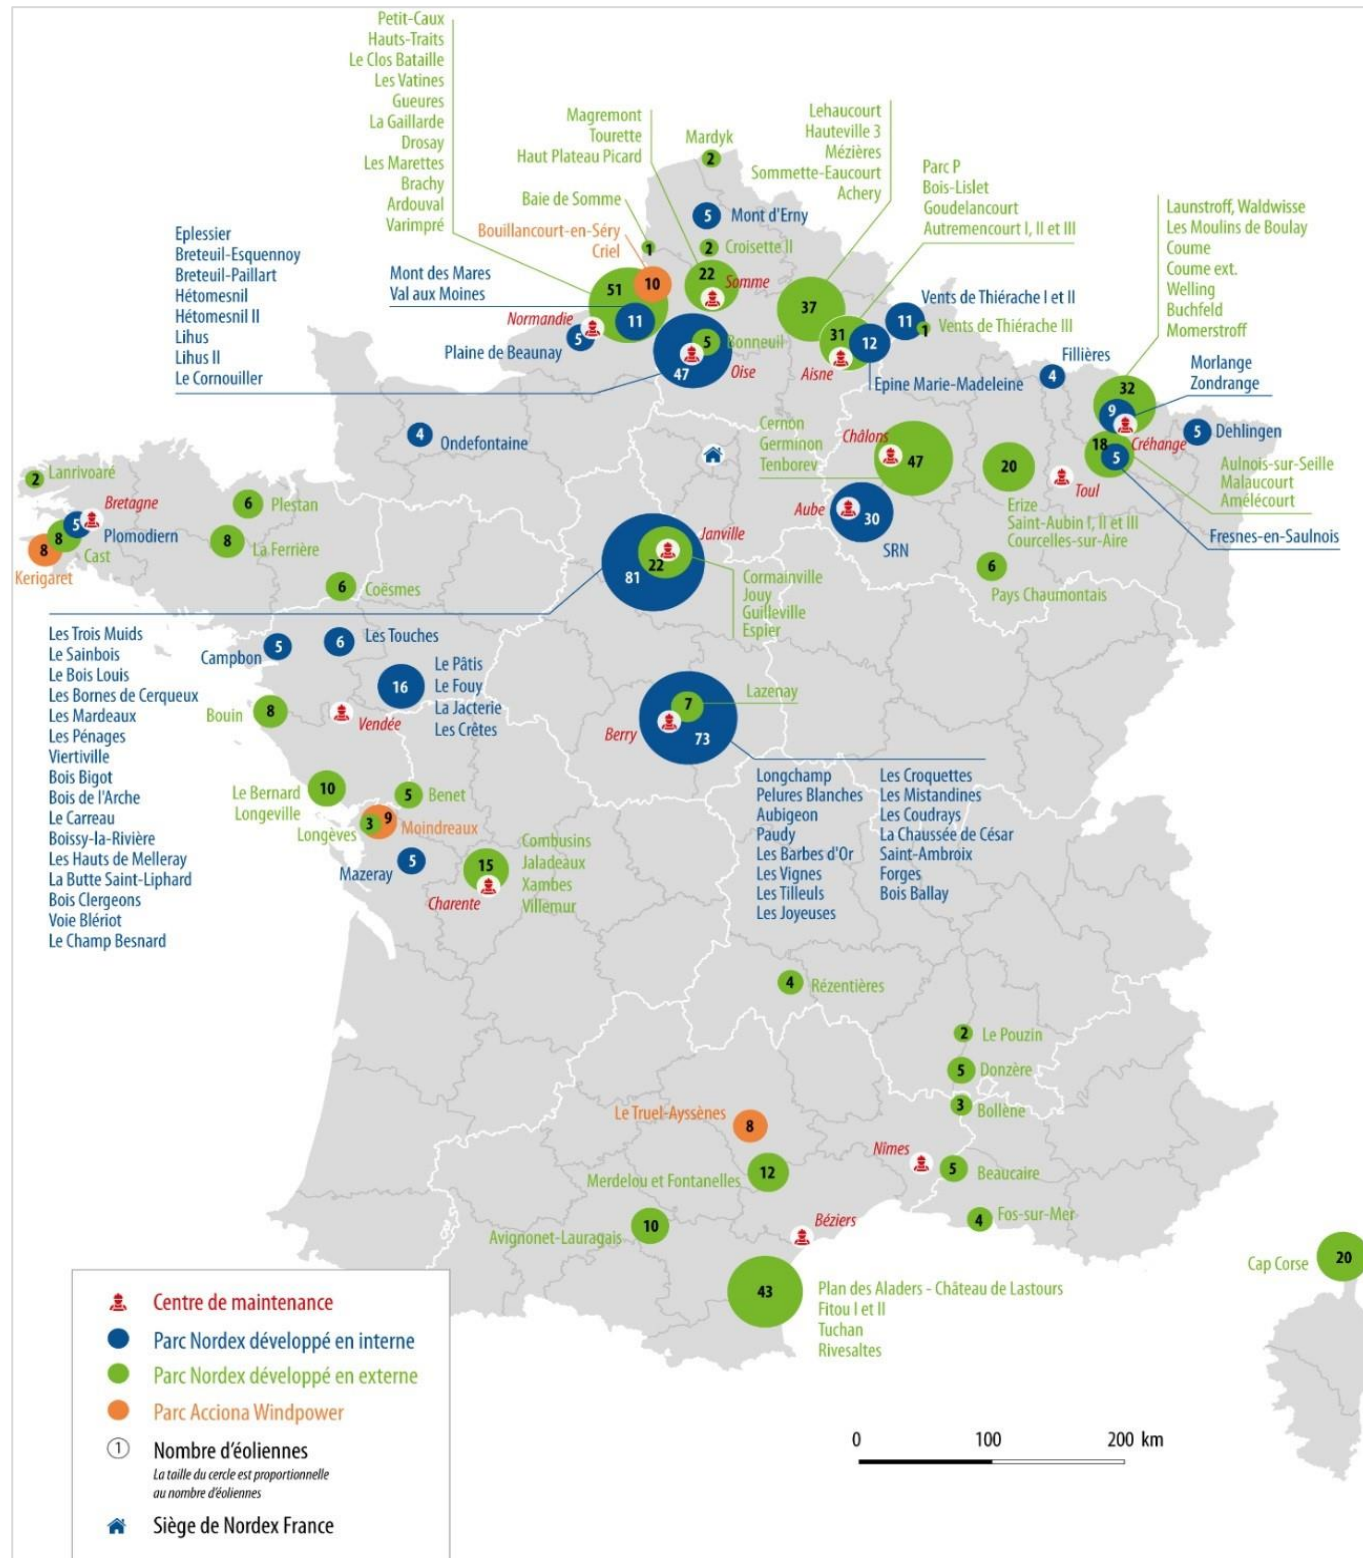 Petit-Caux
Hauts-Traits
Le Clos Bataille
Les Vatines
Gueures
La Gaillarde
Drosay
Les Marettes
Brachy
Ardouval
Varimpré
Magremont
Tourette
Haut Plateau Picard
Mardyk
2
Lehaucourt
Hauteville 3
Mézières
Sommette-Eaucourt
Achery
Parc P
Bois-Lislet
Goudelancourt
Autremencourt I, II et III
Launstroff, Waldwisse
Les Moulins de Boulay
Coume
Coume ext.
Welling
Buchfeld
Momerstroff
Baie de Somme
1
5
Mont d'Erny
Bouillancourt-en-Séry
Criel
2
Croisette II
Eplessier
Breteuil-Esquennoy
Breteuil-Paillart
Hétomesnil
Hétomesnil II
Lihus
Lihus II
Le Cornouiller
Mont des Mares
Val aux Moines
51
10
11
22
Somme
37
31
12
11
Vents de Thiérache I et II
1
Vents de Thiérache III
Normandie
5
Plaine de Beaunay
5
Bonneuil
47
Oise
Aisne
Epine Marie-Madeleine
Fillières
4
32
9
Morlange
Zondrange
Créhange
5
Dehlingen
18
5
4
Ondefontaine
Cernon
Germinon
Tenborev
Châlons
47
20
Toul
Aulnois-sur-Seille
Malaucourt
Amélécourt
Erize
Saint-Aubin I, II et III
Courcelles-sur-Aire
Fresnes-en-Saulnois
2
Lanrivoaré
Bretagne
5
Plomodiern
8
Cast
8
Kerigaret
6
Plestan
8
La Ferrière
6
Coësmes
Janville
22
81
Aube
30
SRN
6
Pays Chaumontais
Cormainville
Jouy
Guilleville
Espier
Les Trois Muids
Le Sainbois
Le Bois Louis
Les Bornes de Cerqueux
Les Mardeaux
Les Pénages
Viertiville
Bois Bigot
Bois de l'Arche
Le Carreau
Boissy-la-Rivière
Les Hauts de Melleray
La Butte Saint-Liphard
Bois Clergeons
Voie Blériot
Le Champ Besnard
Campbon
5
6
Les Touches
16
Le Pâtis
Le Fouy
La Jacterie
Les Crêtes
Bouin
8
Vendée
Lazenay
7
Berry
73
Le Bernard
Longeville
10
5
Benet
Longèves
3
9
Moindreaux
Mazeray
5
15
Charente
Combusins
Jaladeaux
Xambes
Villemur
Longchamp
Pelures Blanches
Aubigeon
Paudy
Les Barbes d'Or
Les Vignes
Les Tilleuls
Les Joyeuses
Les Croquettes
Les Mistandines
Les Coudrays
La Chaussée de César
Saint-Ambroix
Forges
Bois Ballay
4
Rézentières
2
Le Pouzin
5
Donzère
3
Bollène
Le Truel-Ayssènes
8
Nîmes
5
Beaucaire
Merdelou et Fontanelles
12
4
Fos-sur-Mer
Avignonet-Lauragais
10
Béziers
Cap Corse
20
43
Plan des Aladers - Château de Lastours
Fitou I et II
Tuchan
Rivesaltes
Centre de maintenance
Parc Nordex développé en interne
Parc Nordex développé en externe
Parc Acciona Windpower
1
Nombre d'éoliennes
La taille du cercle est proportionnelle
au nombre d'éoliennes
Siège de Nordex France
0 100 200 km